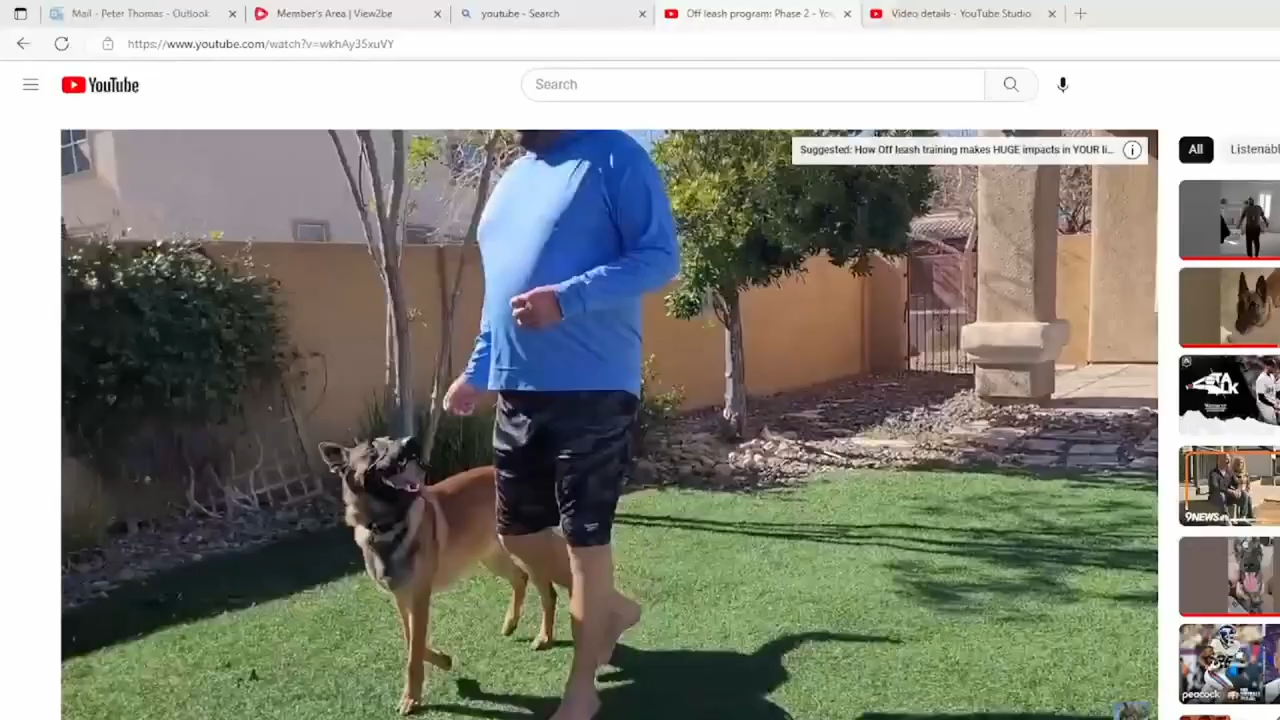 Mail - Peter Thomas - Outlook
Member's Area | View2be
youtube - Search
Off leash program: Phase 2 - You
Video details - YouTube Studio
https://www.youtube.com/watch?v=wkhAy35xuVY
YouTube
Search
Suggested: How Off leash training makes HUGE impacts in YOUR li...
All
Listenabl
9NEWS
peacock